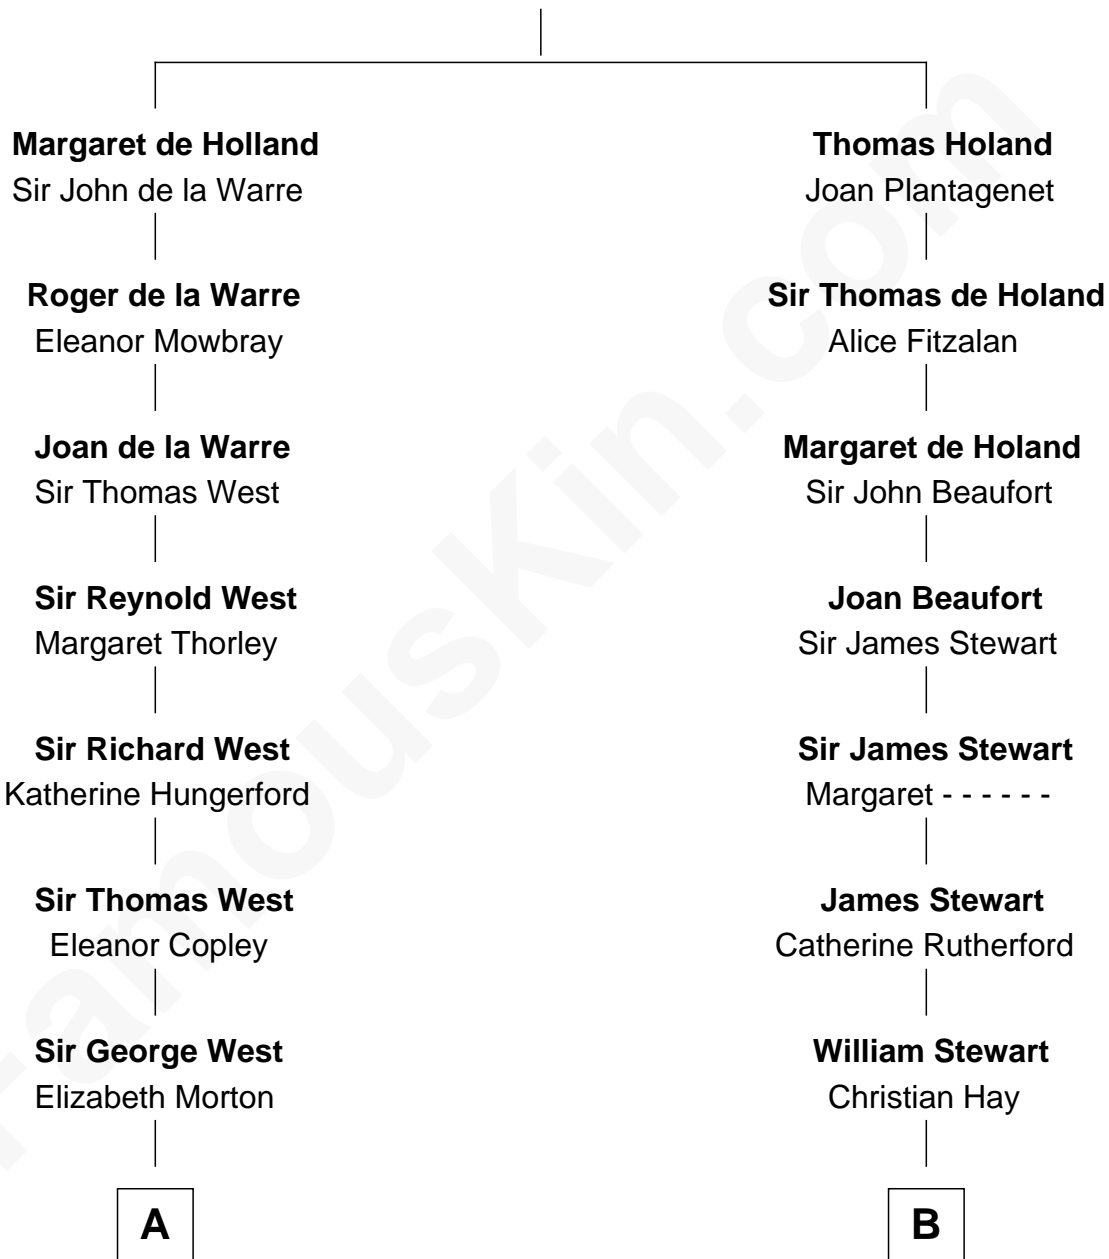 Margaret de Holland
Sir John de la Warre
Roger de la Warre
Eleanor Mowbray
Joan de la Warre
Sir Thomas West
Sir Reynold West
Margaret Thorley
Sir Richard West
Katherine Hungerford
Sir Thomas West
Eleanor Copley
Sir George West
Elizabeth Morton
A
Thomas Holand
Joan Plantagenet
Sir Thomas de Holand
Alice Fitzalan
Margaret de Holand
Sir John Beaufort
Joan Beaufort
Sir James Stewart
Sir James Stewart
Margaret - - - - - -
James Stewart
Catherine Rutherford
William Stewart
Christian Hay
B
FamousKin.com